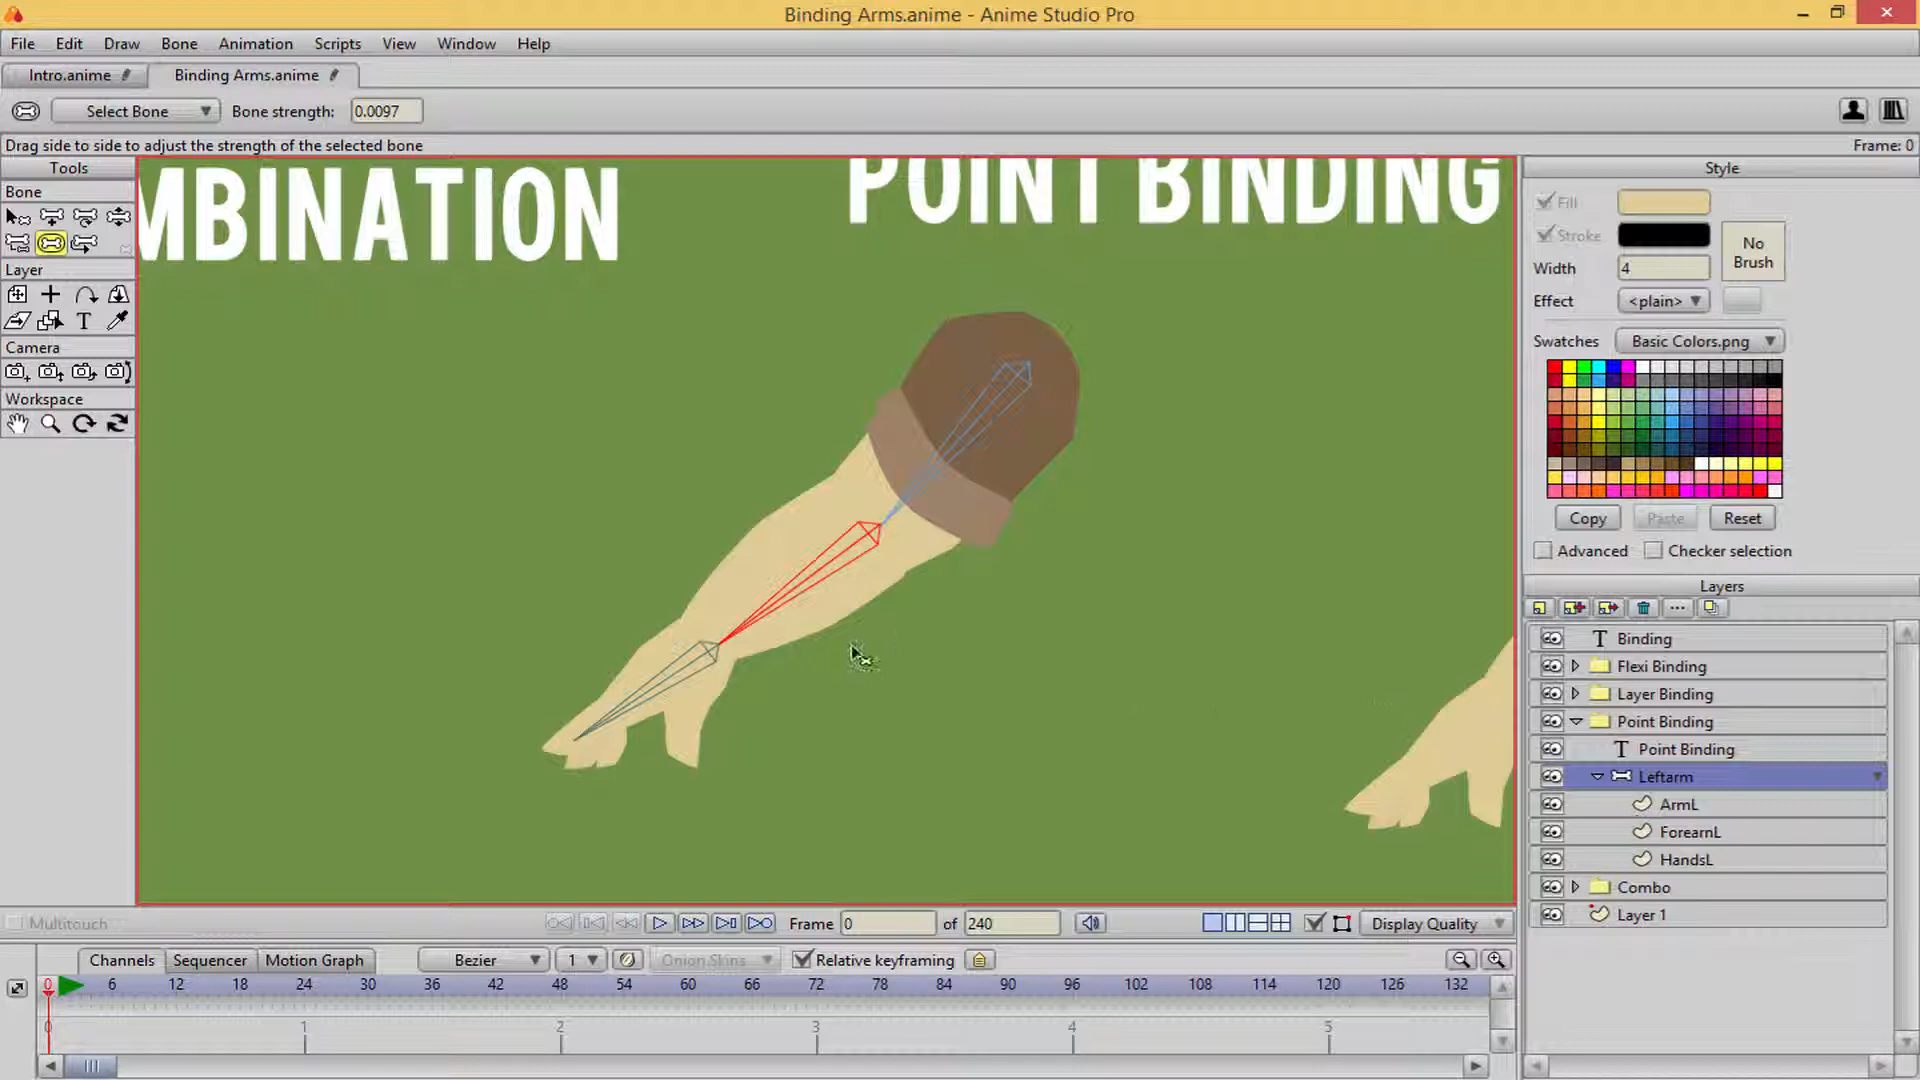 Binding Arms.anime - Anime Studio Pro
File Edit Draw Bone Animation Scripts View Window Help
Intro.anime Binding Arms.anime
Select Bone Bone strength: 0.0097
Drag side to side to adjust the strength of the selected bone Frame: 0
Tools
Bone
Layer
T
Camera
Workspace
MBINATION
POINT BINDING
Style
Fill
Stroke
No Brush
Width 4
Effect <plain>
Swatches Basic Colors.png
Copy Paste Reset
Advanced Checker selection
Layers
T Binding
Flexi Binding
Layer Binding
Point Binding
T Point Binding
Leftarm
ArmL
ForearnL
HandsL
Combo
Layer 1
Multitouch Frame 0 of 240 Display Quality
Channels Sequencer Motion Graph Bezier 1 Onion Skins Relative keyframing
0 6 12 18 24 30 36 42 48 54 60 66 72 78 84 90 96 102 108 114 120 126 132
0 1 2 3 4 5